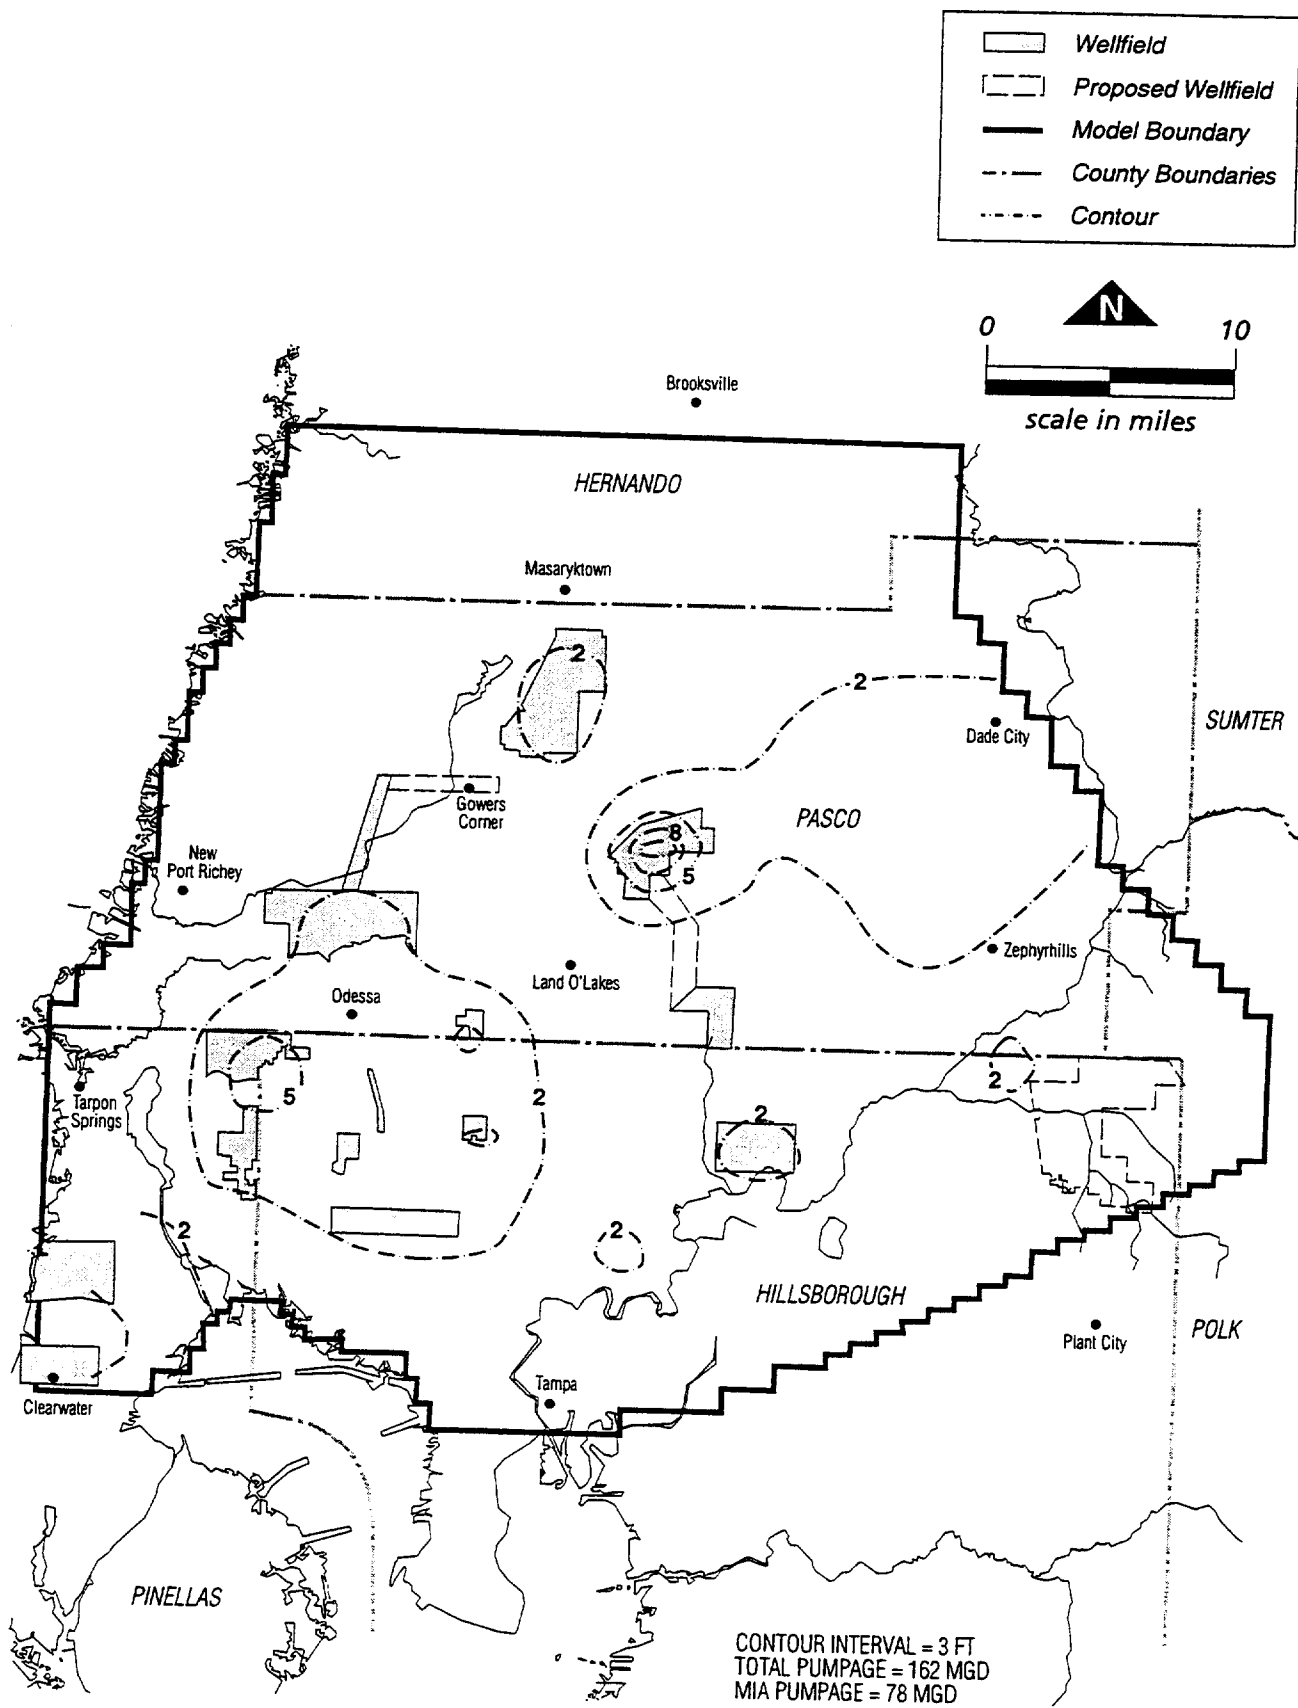 Wellfield
Proposed Wellfield
Model Boundary
County Boundaries
Contour
N
0
10
scale in miles
Brooksville
HERNANDO
Masaryktown
2
2
Dade City
SUMTER
Gowers
Corner
PASCO
8
5
New
Port Richey
Zephyrhills
Land O'Lakes
Odessa
2
5
2
Tarpon
Springs
2
2
2
HILLSBOROUGH
Plant City
POLK
Tampa
Clearwater
PINELLAS
CONTOUR INTERVAL = 3 FT
TOTAL PUMPAGE = 162 MGD
MIA PUMPAGE = 78 MGD